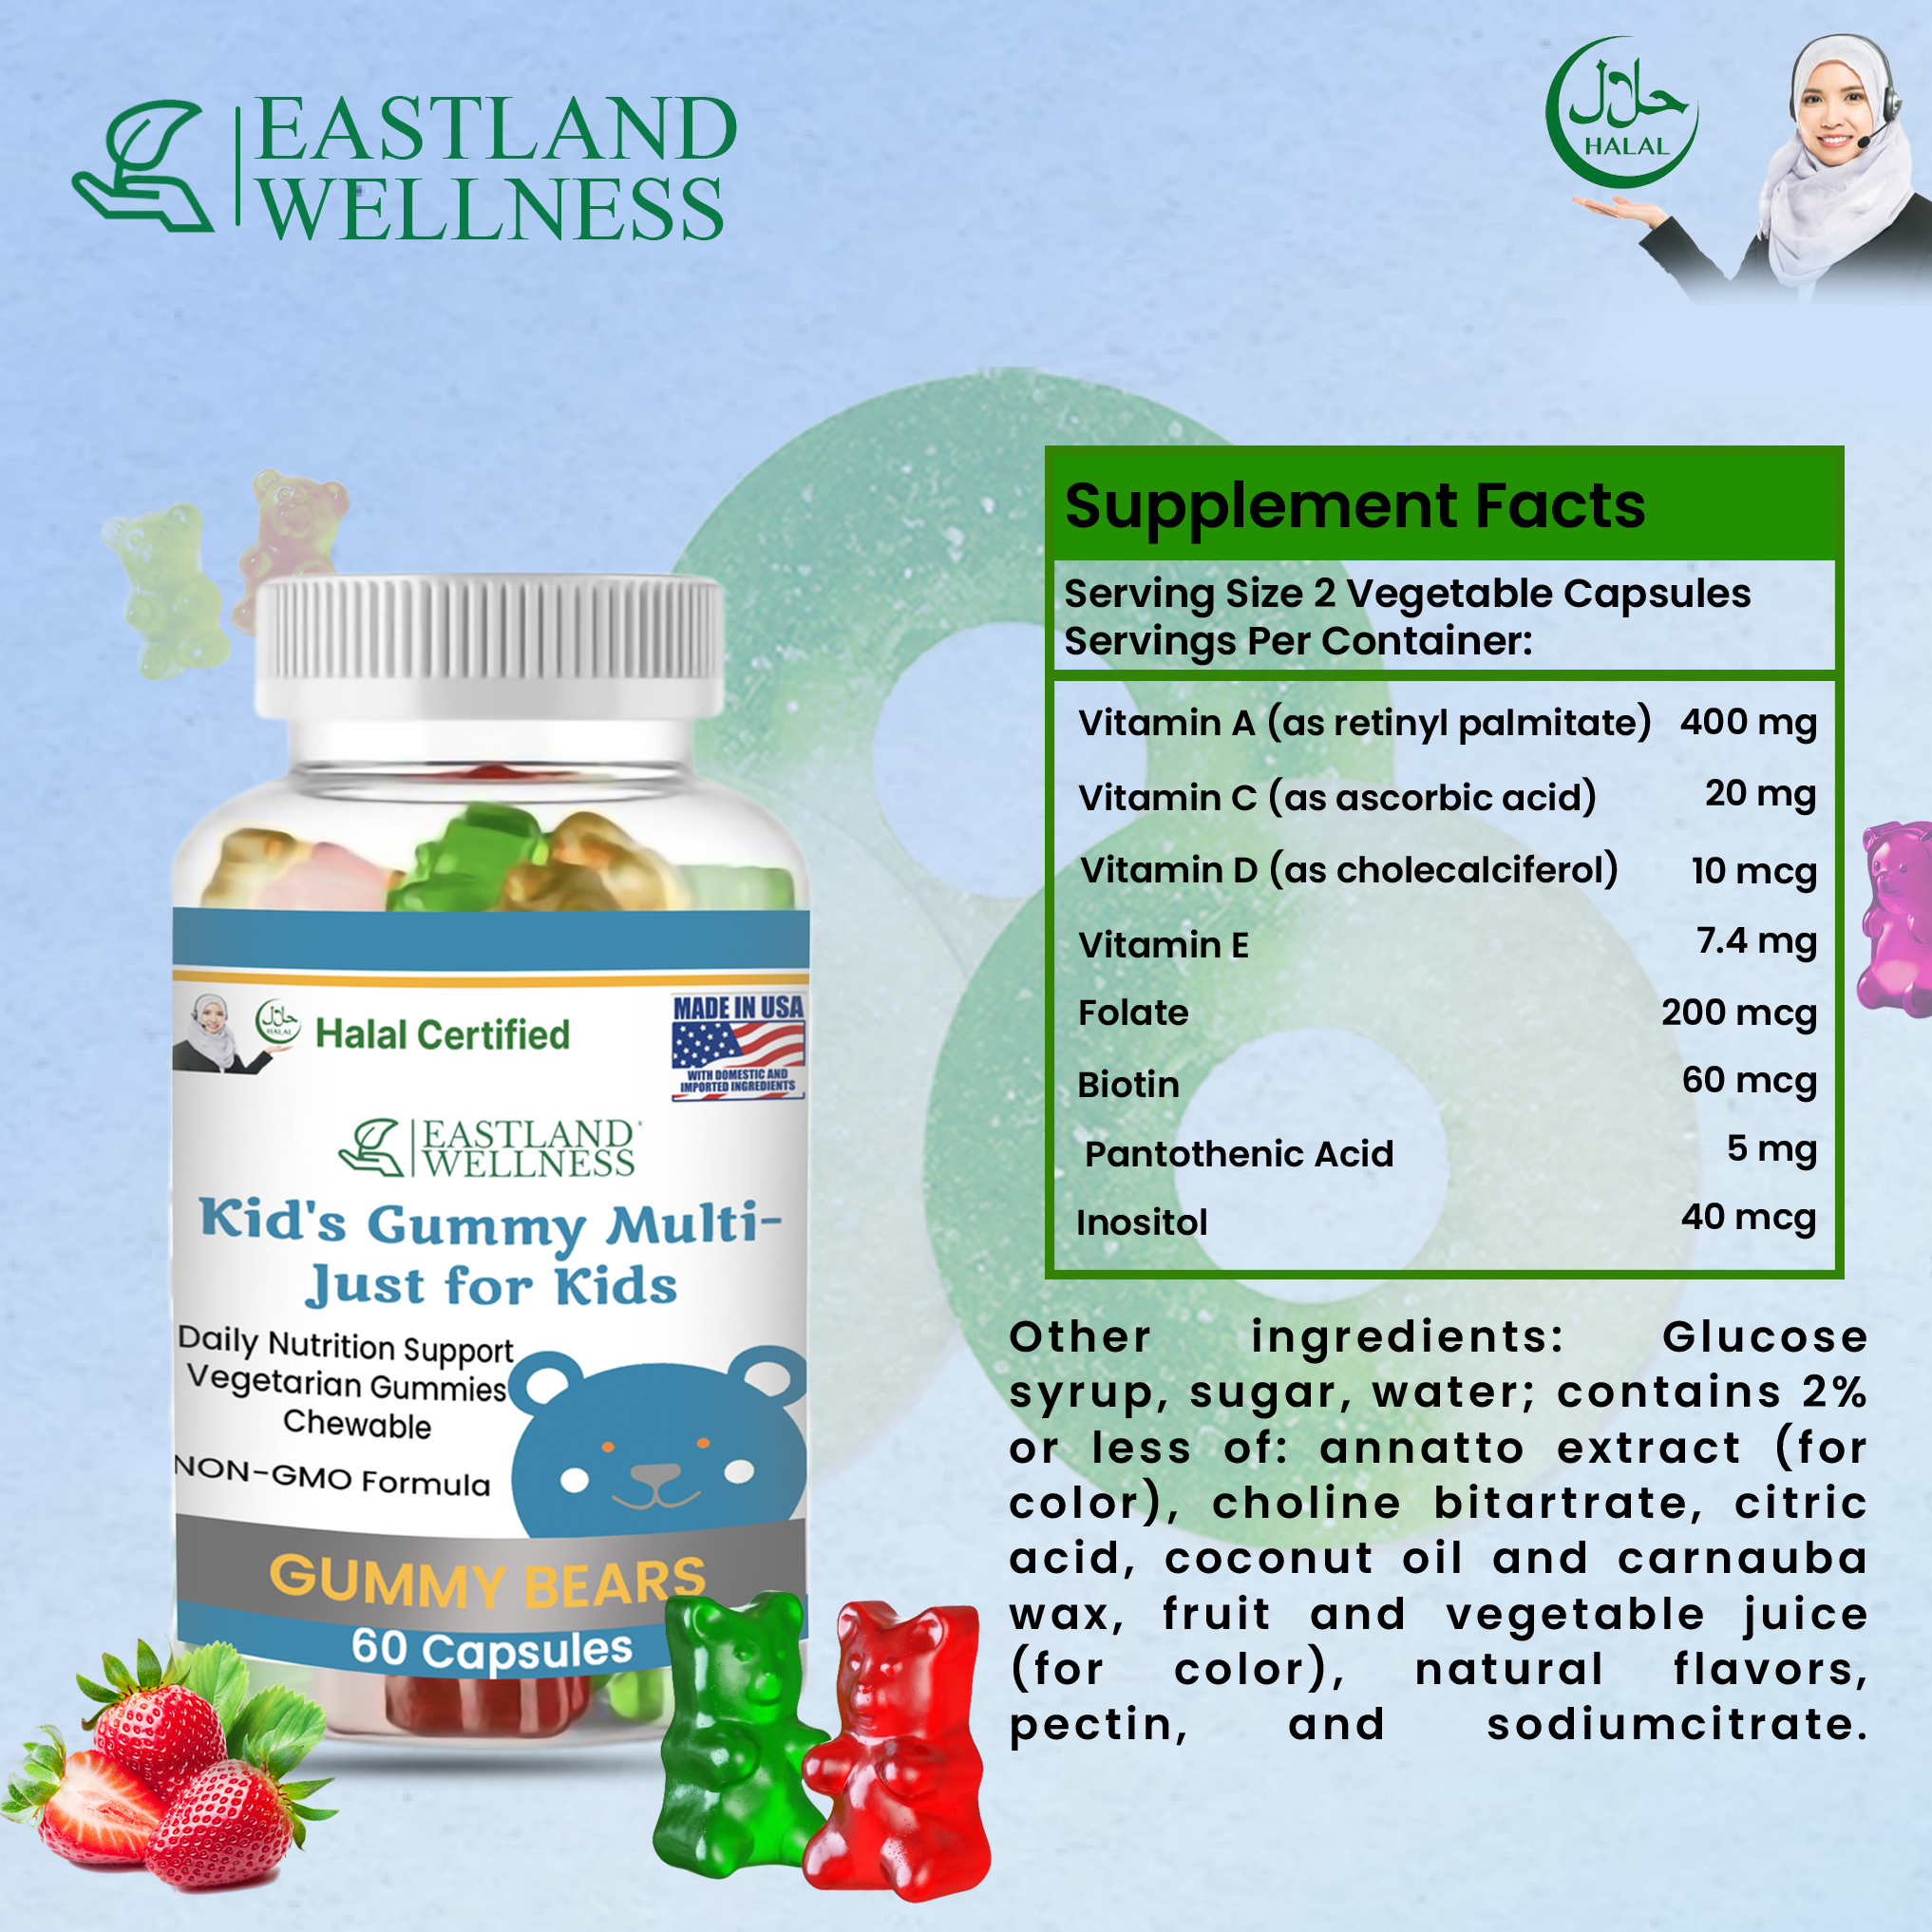 EASTLAND
WELLNESS
حلال
HALAL
Supplement Facts
Serving Size 2 Vegetable Capsules
Servings Per Container:
Vitamin A (as retinyl palmitate) 400 mg
Vitamin C (as ascorbic acid) 20 mg
Vitamin D (as cholecalciferol) 10 mcg
Vitamin E 7.4 mg
Folate 200 mcg
Biotin 60 mcg
Pantothenic Acid 5 mg
Inositol 40 mcg
Other ingredients: Glucose
syrup, sugar, water; contains 2%
or less of: annatto extract (for
color), choline bitartrate, citric
acid, coconut oil and carnauba
wax, fruit and vegetable juice
(for color), natural flavors,
pectin, and sodiumcitrate.
حلال
HALAL
Halal Certified
MADE IN USA
WITH DOMESTIC AND
IMPORTED INGREDIENTS
EASTLAND
WELLNESS
Kid's Gummy Multi-
Just for Kids
Daily Nutrition Support
Vegetarian Gummies
Chewable
NON-GMO Formula
GUMMY BEARS
60 Capsules